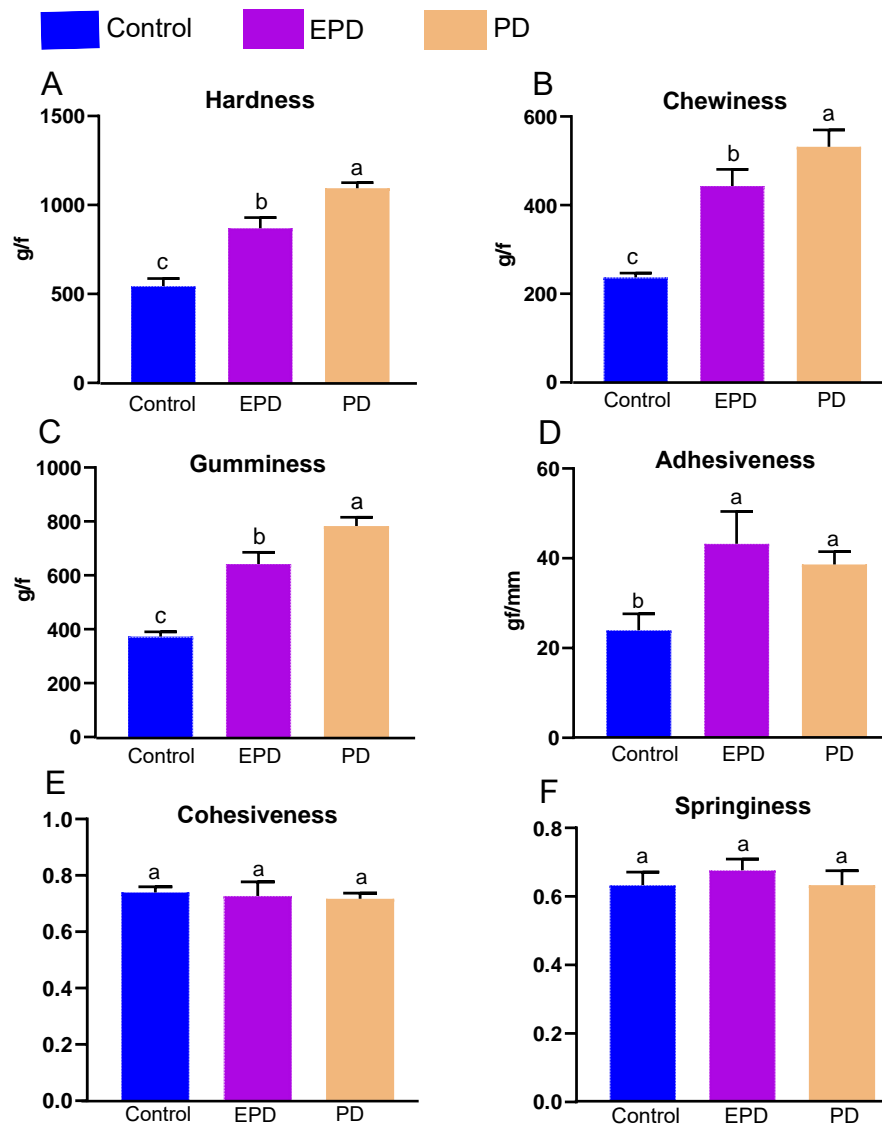 Control EPD PD
A
Hardness
1500
1000
500
0
g/f
c
b
a
Control EPD PD
B
Chewiness
600
400
200
0
g/f
c
b
a
Control EPD PD
C
Gumminess
1000
800
600
400
200
0
g/f
c
b
a
Control EPD PD
D
Adhesiveness
60
40
20
0
gf/mm
b
a
a
Control EPD PD
E
Cohesiveness
1.0
0.8
0.6
0.4
0.2
0.0
a
a
a
Control EPD PD
F
Springiness
0.8
0.6
0.4
0.2
0.0
a
a
a
Control EPD PD